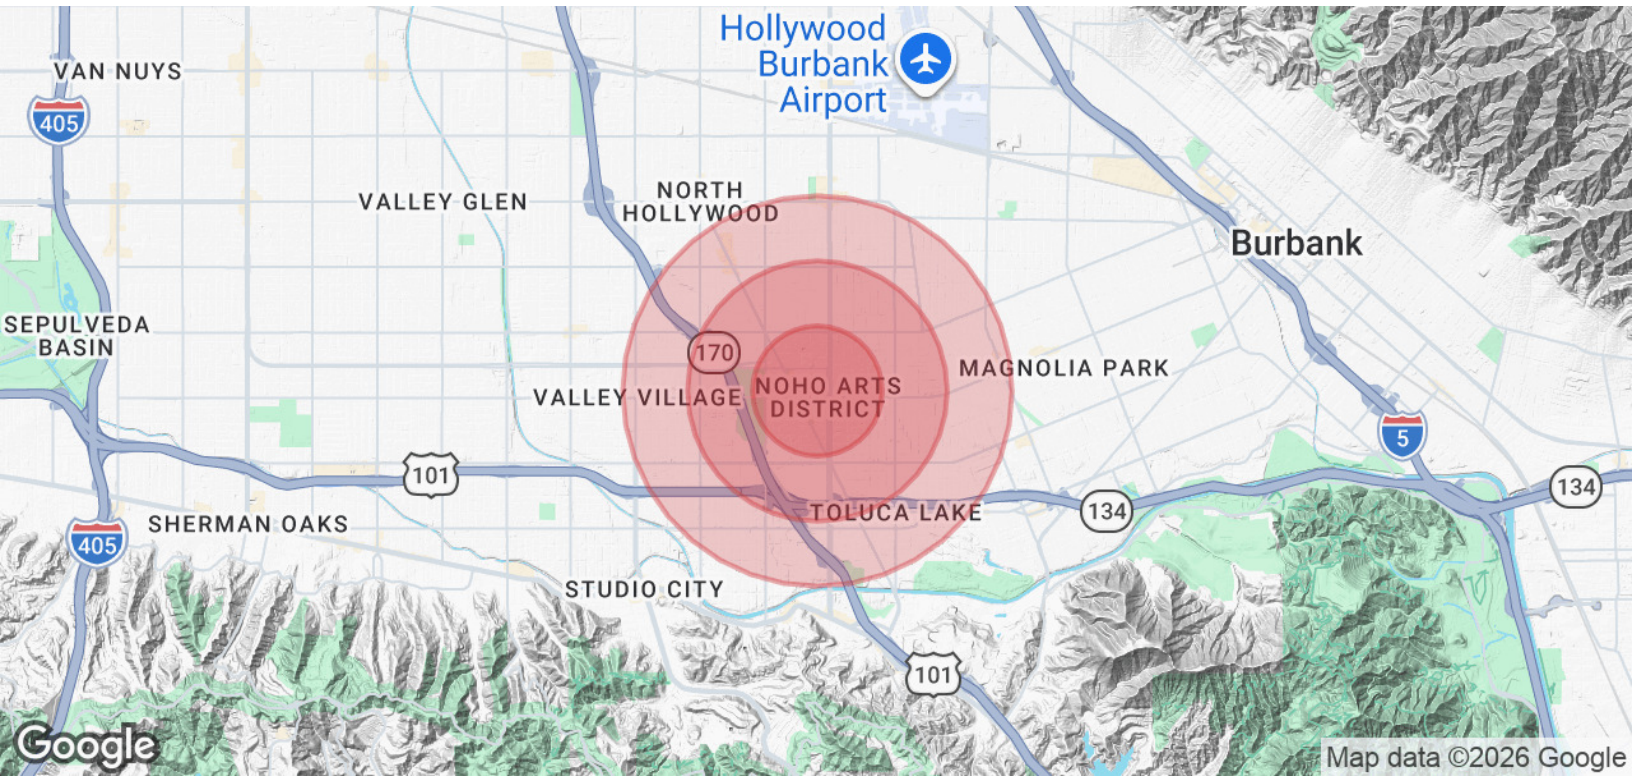 Hollywood
Burbank
Airport
VAN NUYS
405
VALLEY GLEN
NORTH
HOLLYWOOD
Burbank
SEPULVEDA
BASIN
170
MAGNOLIA PARK
VALLEY VILLAGE
NOHO ARTS
DISTRICT
5
101
134
134
TOLUCA LAKE
SHERMAN OAKS
405
STUDIO CITY
101
Google
Map data ©2026 Google